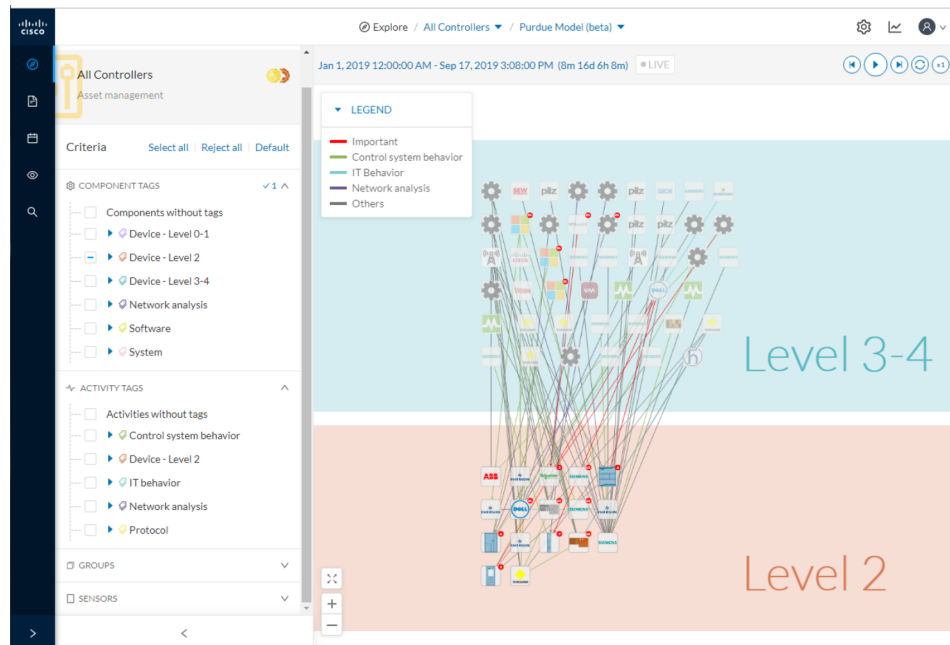 CISCO
Explore / All Controllers / Purdue Model (beta)
All Controllers
Asset management
Jan 1, 2019 12:00:00 AM - Sep 17, 2019 3:08:00 PM (8m 16d 6h 8m) LIVE
x1
LEGEND
Important
Control system behavior
IT Behavior
Network analysis
Others
Criteria Select all Reject all Default
COMPONENT TAGS 1
Components without tags
Device - Level 0-1
Device - Level 2
Device - Level 3-4
Network analysis
Software
System
ACTIVITY TAGS
Activities without tags
Control system behavior
Device - Level 2
IT behavior
Network analysis
Protocol
GROUPS
SENSORS
pilz pilz
pilz pilz
DELL
h
Level 3-4
ABB SIEMENS
DELL SIEMENS
SIEMENS
Level 2